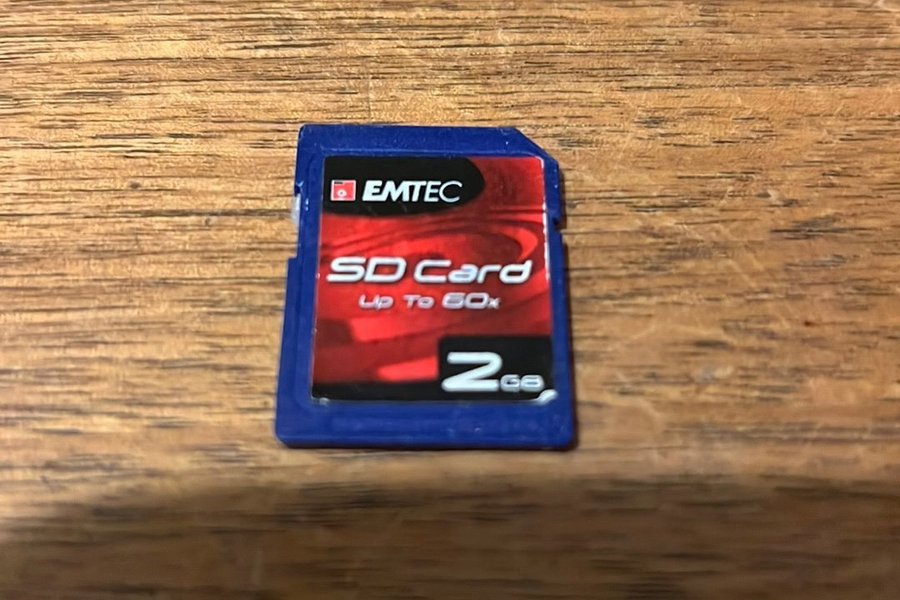 EMTEC
SD Card
Up To 60x
2GB